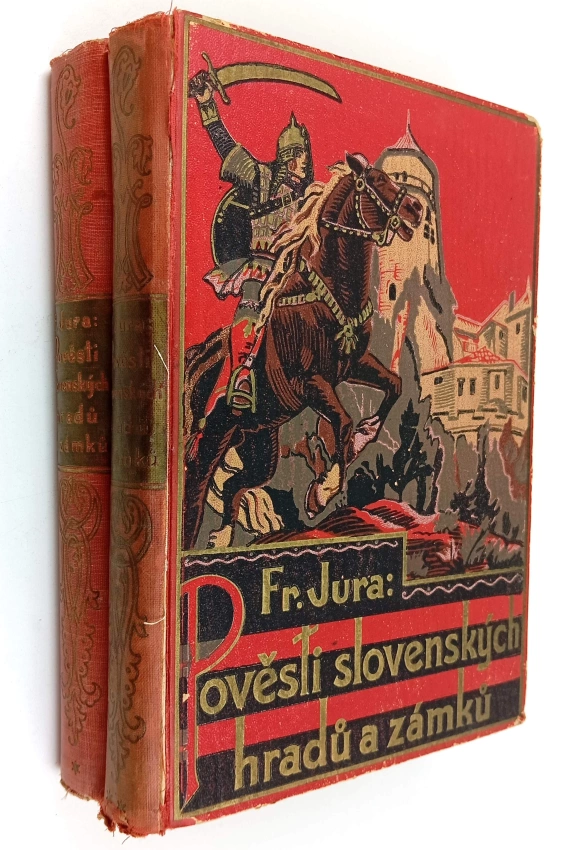 Fr. Jura:
Pověsti slovenských
hradů a zámků
Jura:
Pověsti
slovenských
hradů
zámků